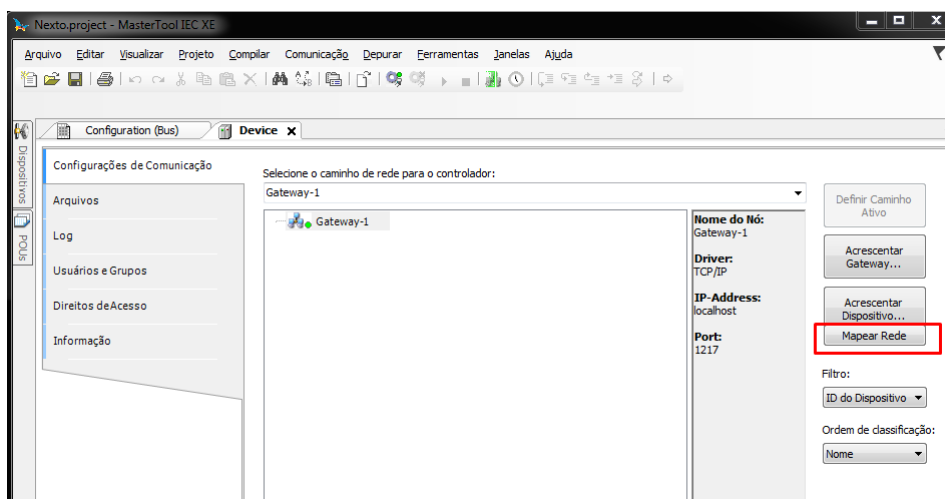 Nexto.project - MasterTool IEC XE
Arquivo Editar Visualizar Projeto Compilar Comunicação Depurar Ferramentas Janelas Ajuda
Configuration (Bus) Device x
Dispositivos
POUs
Configurações de Comunicação
Arquivos
Log
Usuários e Grupos
Direitos deAcesso
Informação
Selecione o caminho de rede para o controlador:
Gateway-1
Gateway-1
Nome do Nó:
Gateway-1
Driver:
TCP/IP
IP-Address:
localhost
Port:
1217
Definir Caminho
Ativo
Acrescentar
Gateway...
Acrescentar
Dispositivo...
Mapear Rede
Filtro:
ID do Dispositivo
Ordem de classificação:
Nome